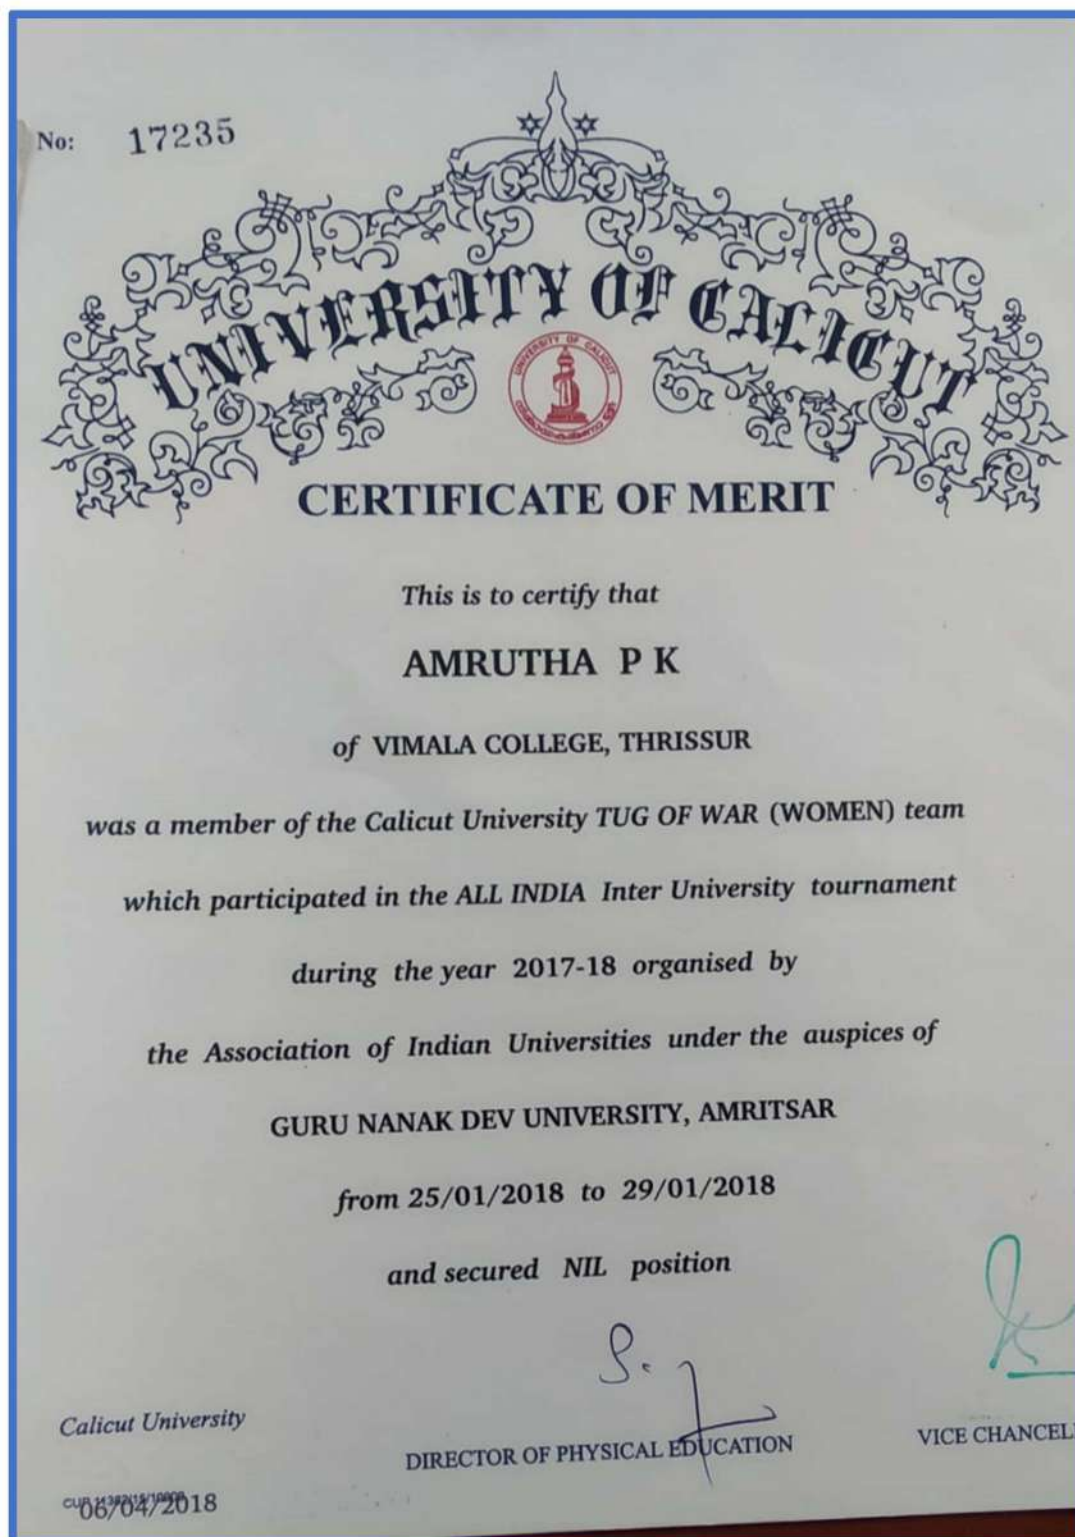 No: 17235
UNIVERSITY OF CALICUT
UNIVERSITY OF CALICUT
CERTIFICATE OF MERIT
This is to certify that
AMRUTHA P K
of VIMALA COLLEGE, THRISSUR
was a member of the Calicut University TUG OF WAR (WOMEN) team
which participated in the ALL INDIA Inter University tournament
during the year 2017-18 organised by
the Association of Indian Universities under the auspices of
GURU NANAK DEV UNIVERSITY, AMRITSAR
from 25/01/2018 to 29/01/2018
and secured NIL position
S.
Calicut University
DIRECTOR OF PHYSICAL EDUCATION
VICE CHANCEL
06/04/2018